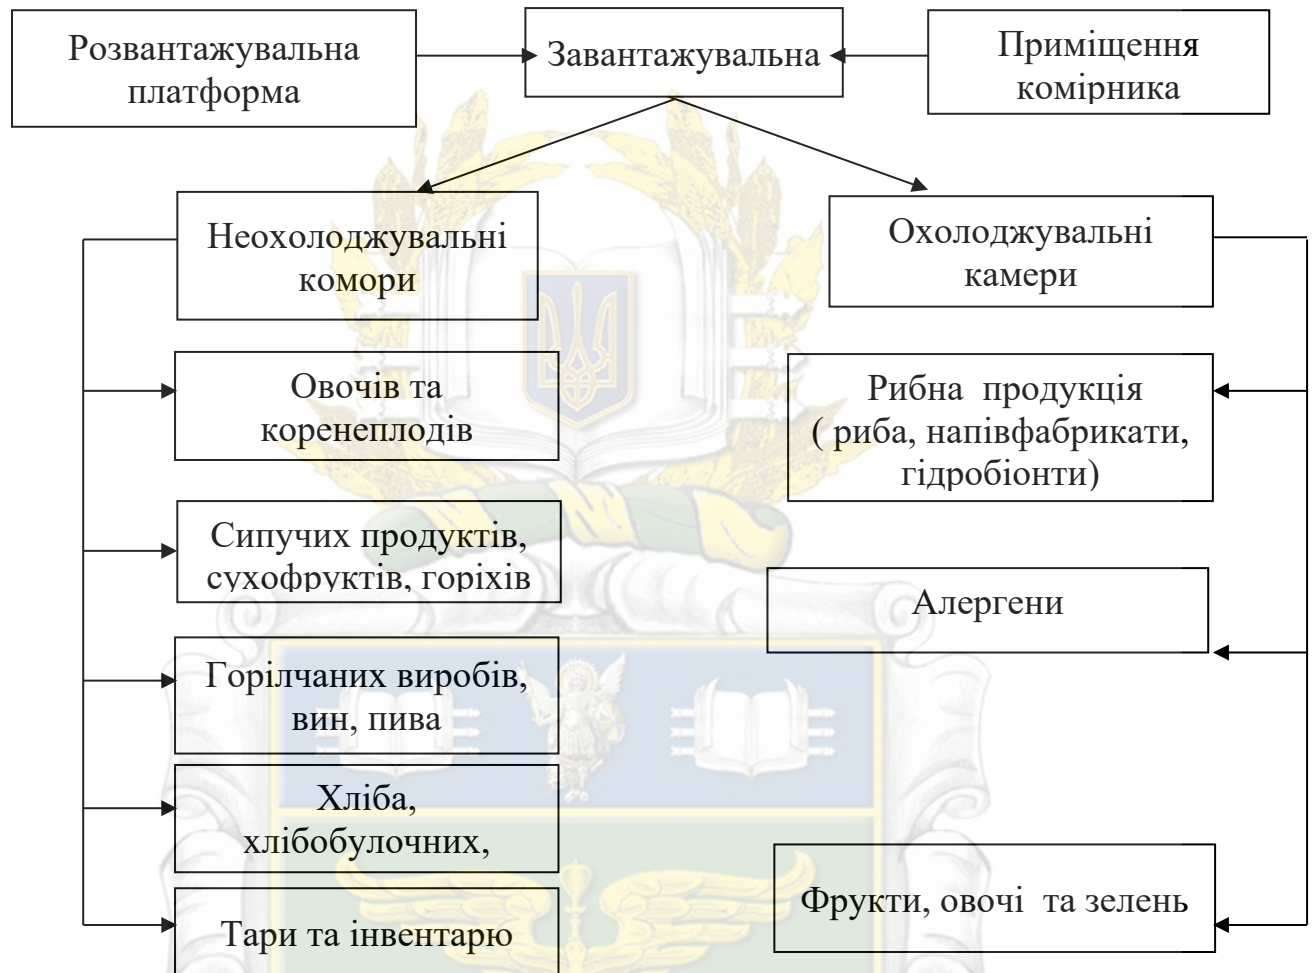 Розвантажувальна
платформа
Завантажувальна
Приміщення
комірника
Неохолоджувальні
комори
Охолоджувальні
камери
Овочів та
коренеплодів
Рибна продукція
( риба, напівфабрикати,
гідробіонти)
Сипучих продуктів,
сухофруктів, горіхів
Алергени
Горілчаних виробів,
вин, пива
Хліба,
хлібобулочних,
Фрукти, овочі та зелень
Тари та інвентарю